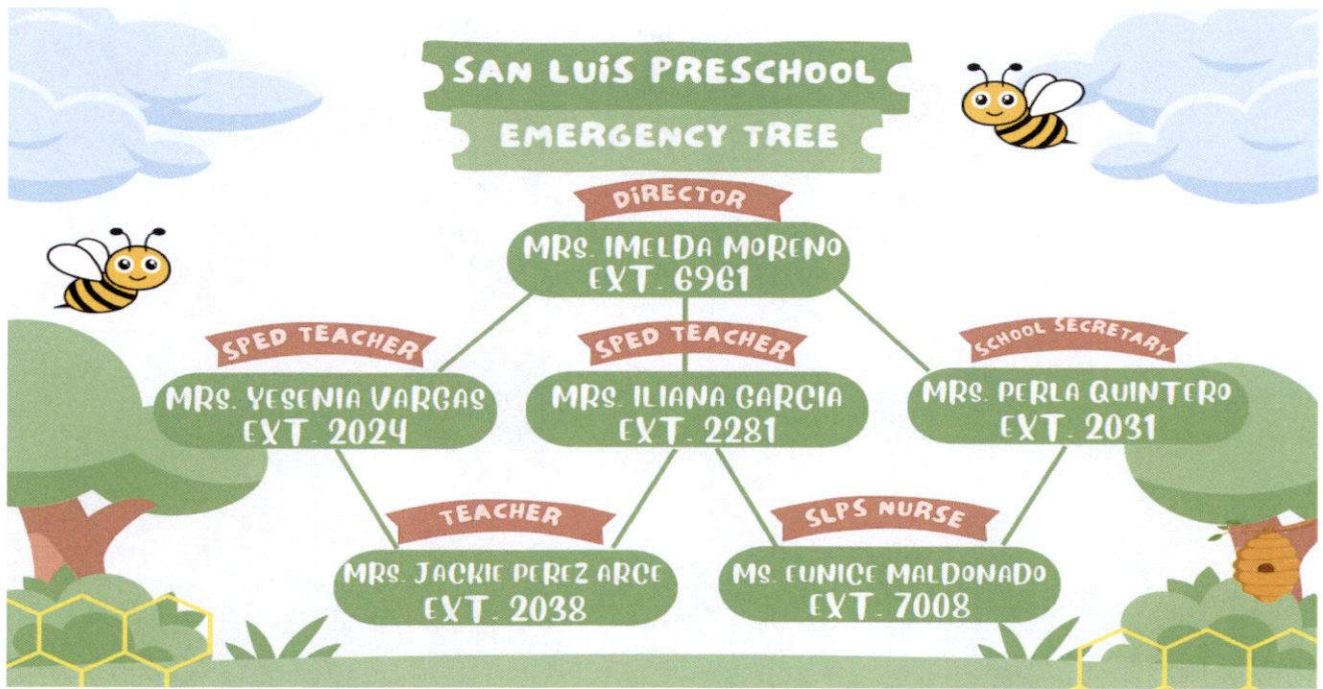 SAN LUiS PRESCHOOL
EMERGENCY TREE
DiRECTOR
MRS. IMELDA MORENO
EXT. 6961
SPED TEACHER
MRS. YESENIA VARGAS
EXT. 2024
SPED TEACHER
MRS. ILIANA GARCIA
EXT. 2281
SCHOOL SECRETARY
MRS. PERLA QUINTERO
EXT. 2031
TEACHER
MRS. JACKIE PEREZ ARCE
EXT. 2038
SLPS NURSE
MS. EUNICE MALDONADO
EXT. 7008